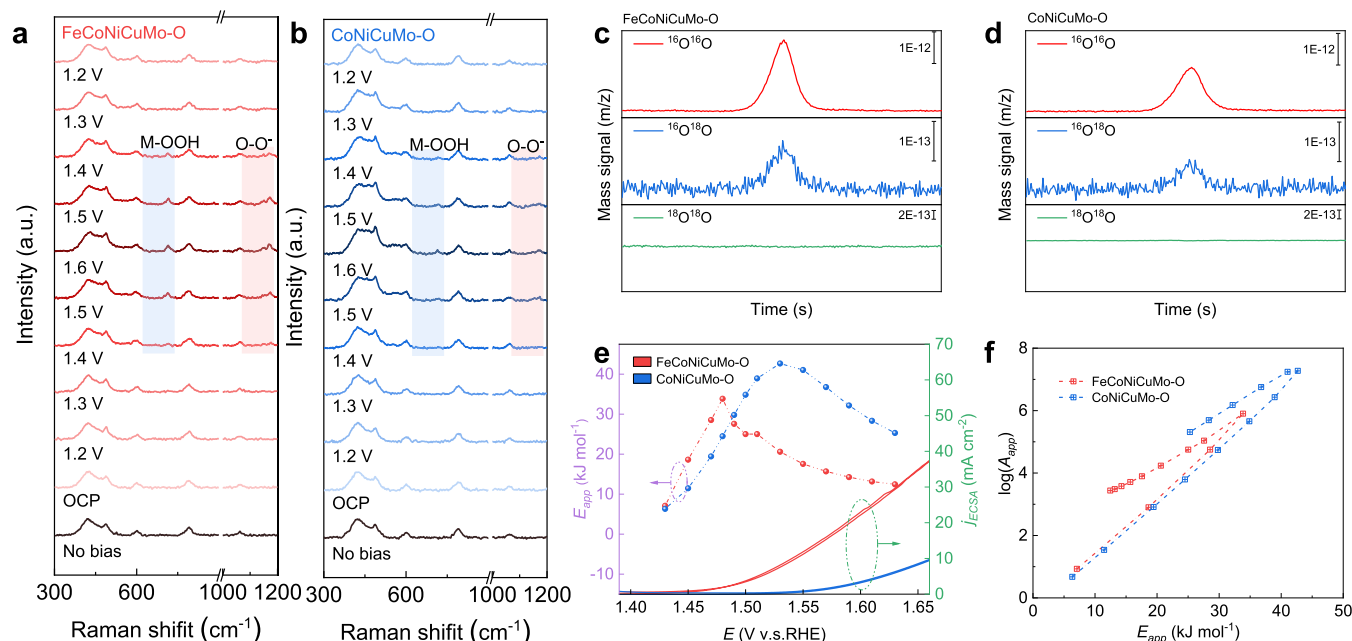 a
FeCoNiCuMo-O
1.2 V
1.3 V
M-OOH
O-O⁻
1.4 V
1.5 V
1.6 V
1.5 V
1.4 V
1.3 V
1.2 V
OCP
No bias
300 600 1000 1200
Raman shifit (cm⁻¹)
Intensity (a.u.)
b
CoNiCuMo-O
1.2 V
1.3 V
M-OOH
O-O⁻
1.4 V
1.5 V
1.6 V
1.5 V
1.4 V
1.3 V
1.2 V
OCP
No bias
300 600 1000 1200
Raman shifit (cm⁻¹)
Intensity (a.u.)
FeCoNiCuMo-O
c
¹⁶O¹⁶O
1E-12
¹⁶O¹⁸O
1E-13
¹⁸O¹⁸O
2E-13
Mass signal (m/z)
Time (s)
CoNiCuMo-O
d
¹⁶O¹⁶O
1E-12
¹⁶O¹⁸O
1E-13
¹⁸O¹⁸O
2E-13
Mass signal (m/z)
Time (s)
e
FeCoNiCuMo-O
CoNiCuMo-O
40
30
20
10
0
-10
E_app (kJ mol⁻¹)
70
60
50
40
30
20
10
0
j_ECSA (mA cm⁻²)
1.40 1.45 1.50 1.55 1.60 1.65
E (V v.s.RHE)
f
FeCoNiCuMo-O
CoNiCuMo-O
8
6
4
2
0
log(A_app)
0 10 20 30 40 50
E_app (kJ mol⁻¹)